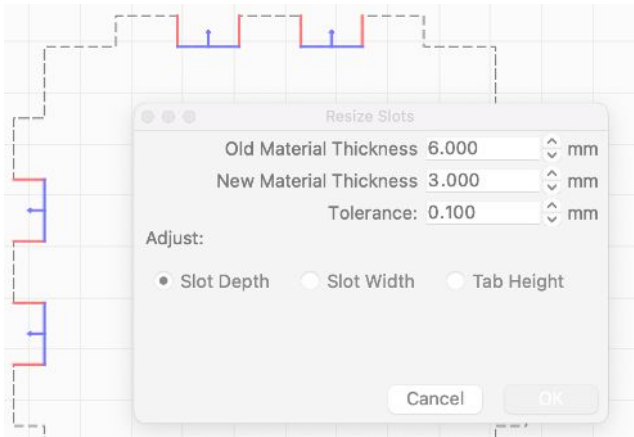 Resize Slots
Old Material Thickness 6.000 mm
New Material Thickness 3.000 mm
Tolerance: 0.100 mm
Adjust:
Slot Depth Slot Width Tab Height
Cancel OK